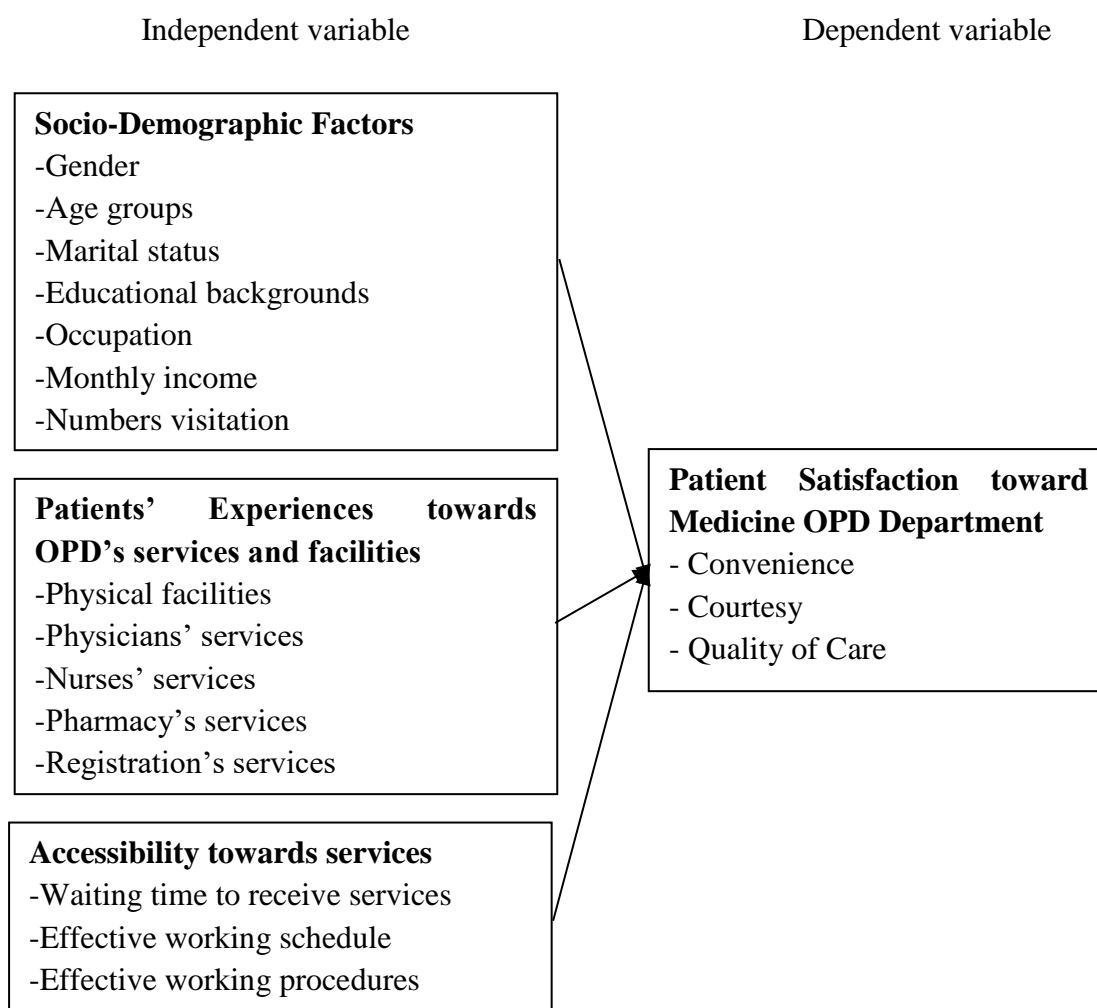 Independent variable
Dependent variable
Socio-Demographic Factors
-Gender
-Age groups
-Marital status
-Educational backgrounds
-Occupation
-Monthly income
-Numbers visitation
Patients’ Experiences towards
OPD’s services and facilities
-Physical facilities
-Physicians’ services
-Nurses’ services
-Pharmacy’s services
-Registration’s services
Accessibility towards services
-Waiting time to receive services
-Effective working schedule
-Effective working procedures
Patient Satisfaction toward
Medicine OPD Department
- Convenience
- Courtesy
- Quality of Care